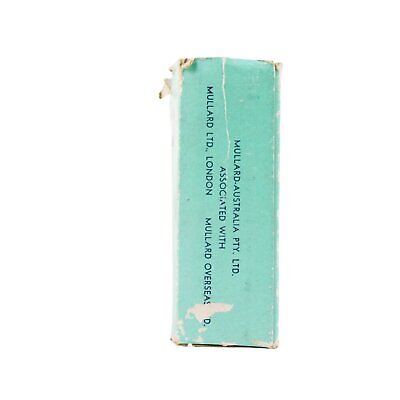 MULLARD-AUSTRALIA PTY. LTD.
ASSOCIATED WITH
MULLARD LTD., LONDON MULLARD OVERSEAS D.